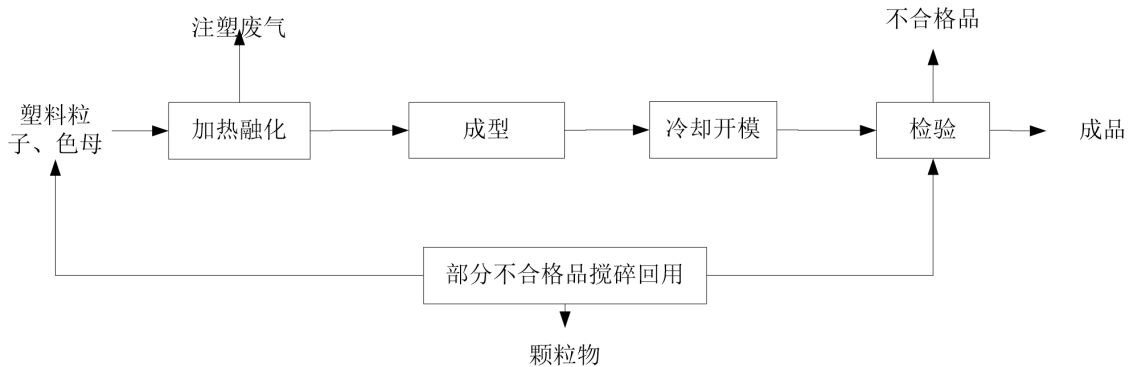 注塑废气
不合格品
塑料粒
子、色母
加热融化
成型
冷却开模
检验
成品
部分不合格品搅碎回用
颗粒物